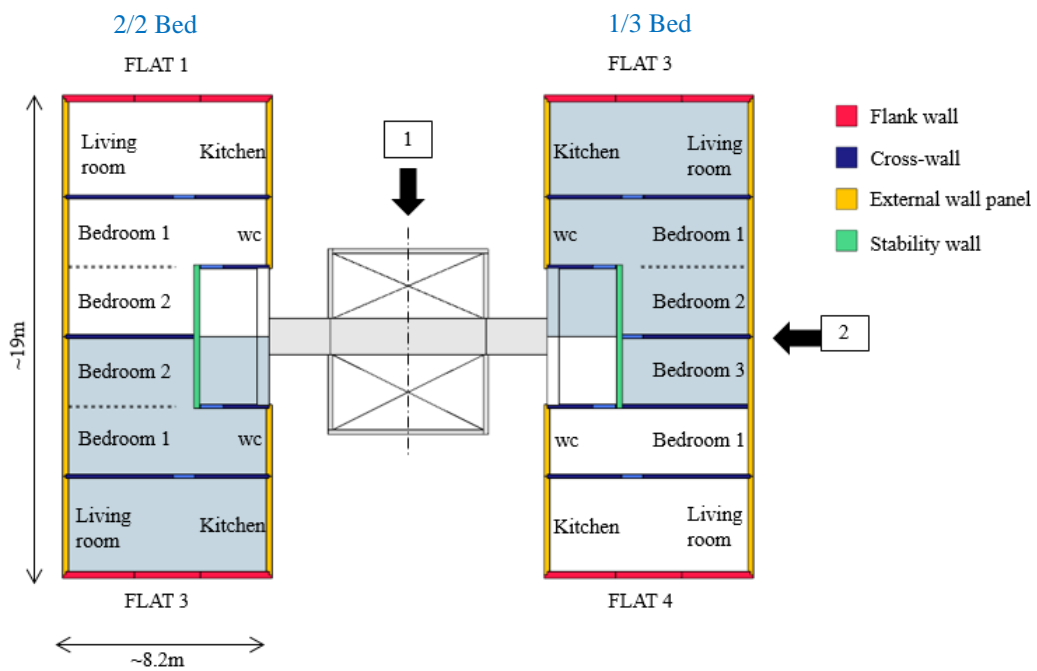 2/2 Bed
1/3 Bed
FLAT 1
FLAT 3
Flank wall
Cross-wall
External wall panel
Stability wall
1
2
~19m
~8.2m
Living
room
Kitchen
Bedroom 1
wc
Bedroom 2
Bedroom 2
Bedroom 1
wc
Living
room
Kitchen
FLAT 3
Kitchen
Living
room
wc
Bedroom 1
Bedroom 2
Bedroom 3
wc
Bedroom 1
Kitchen
Living
room
FLAT 4